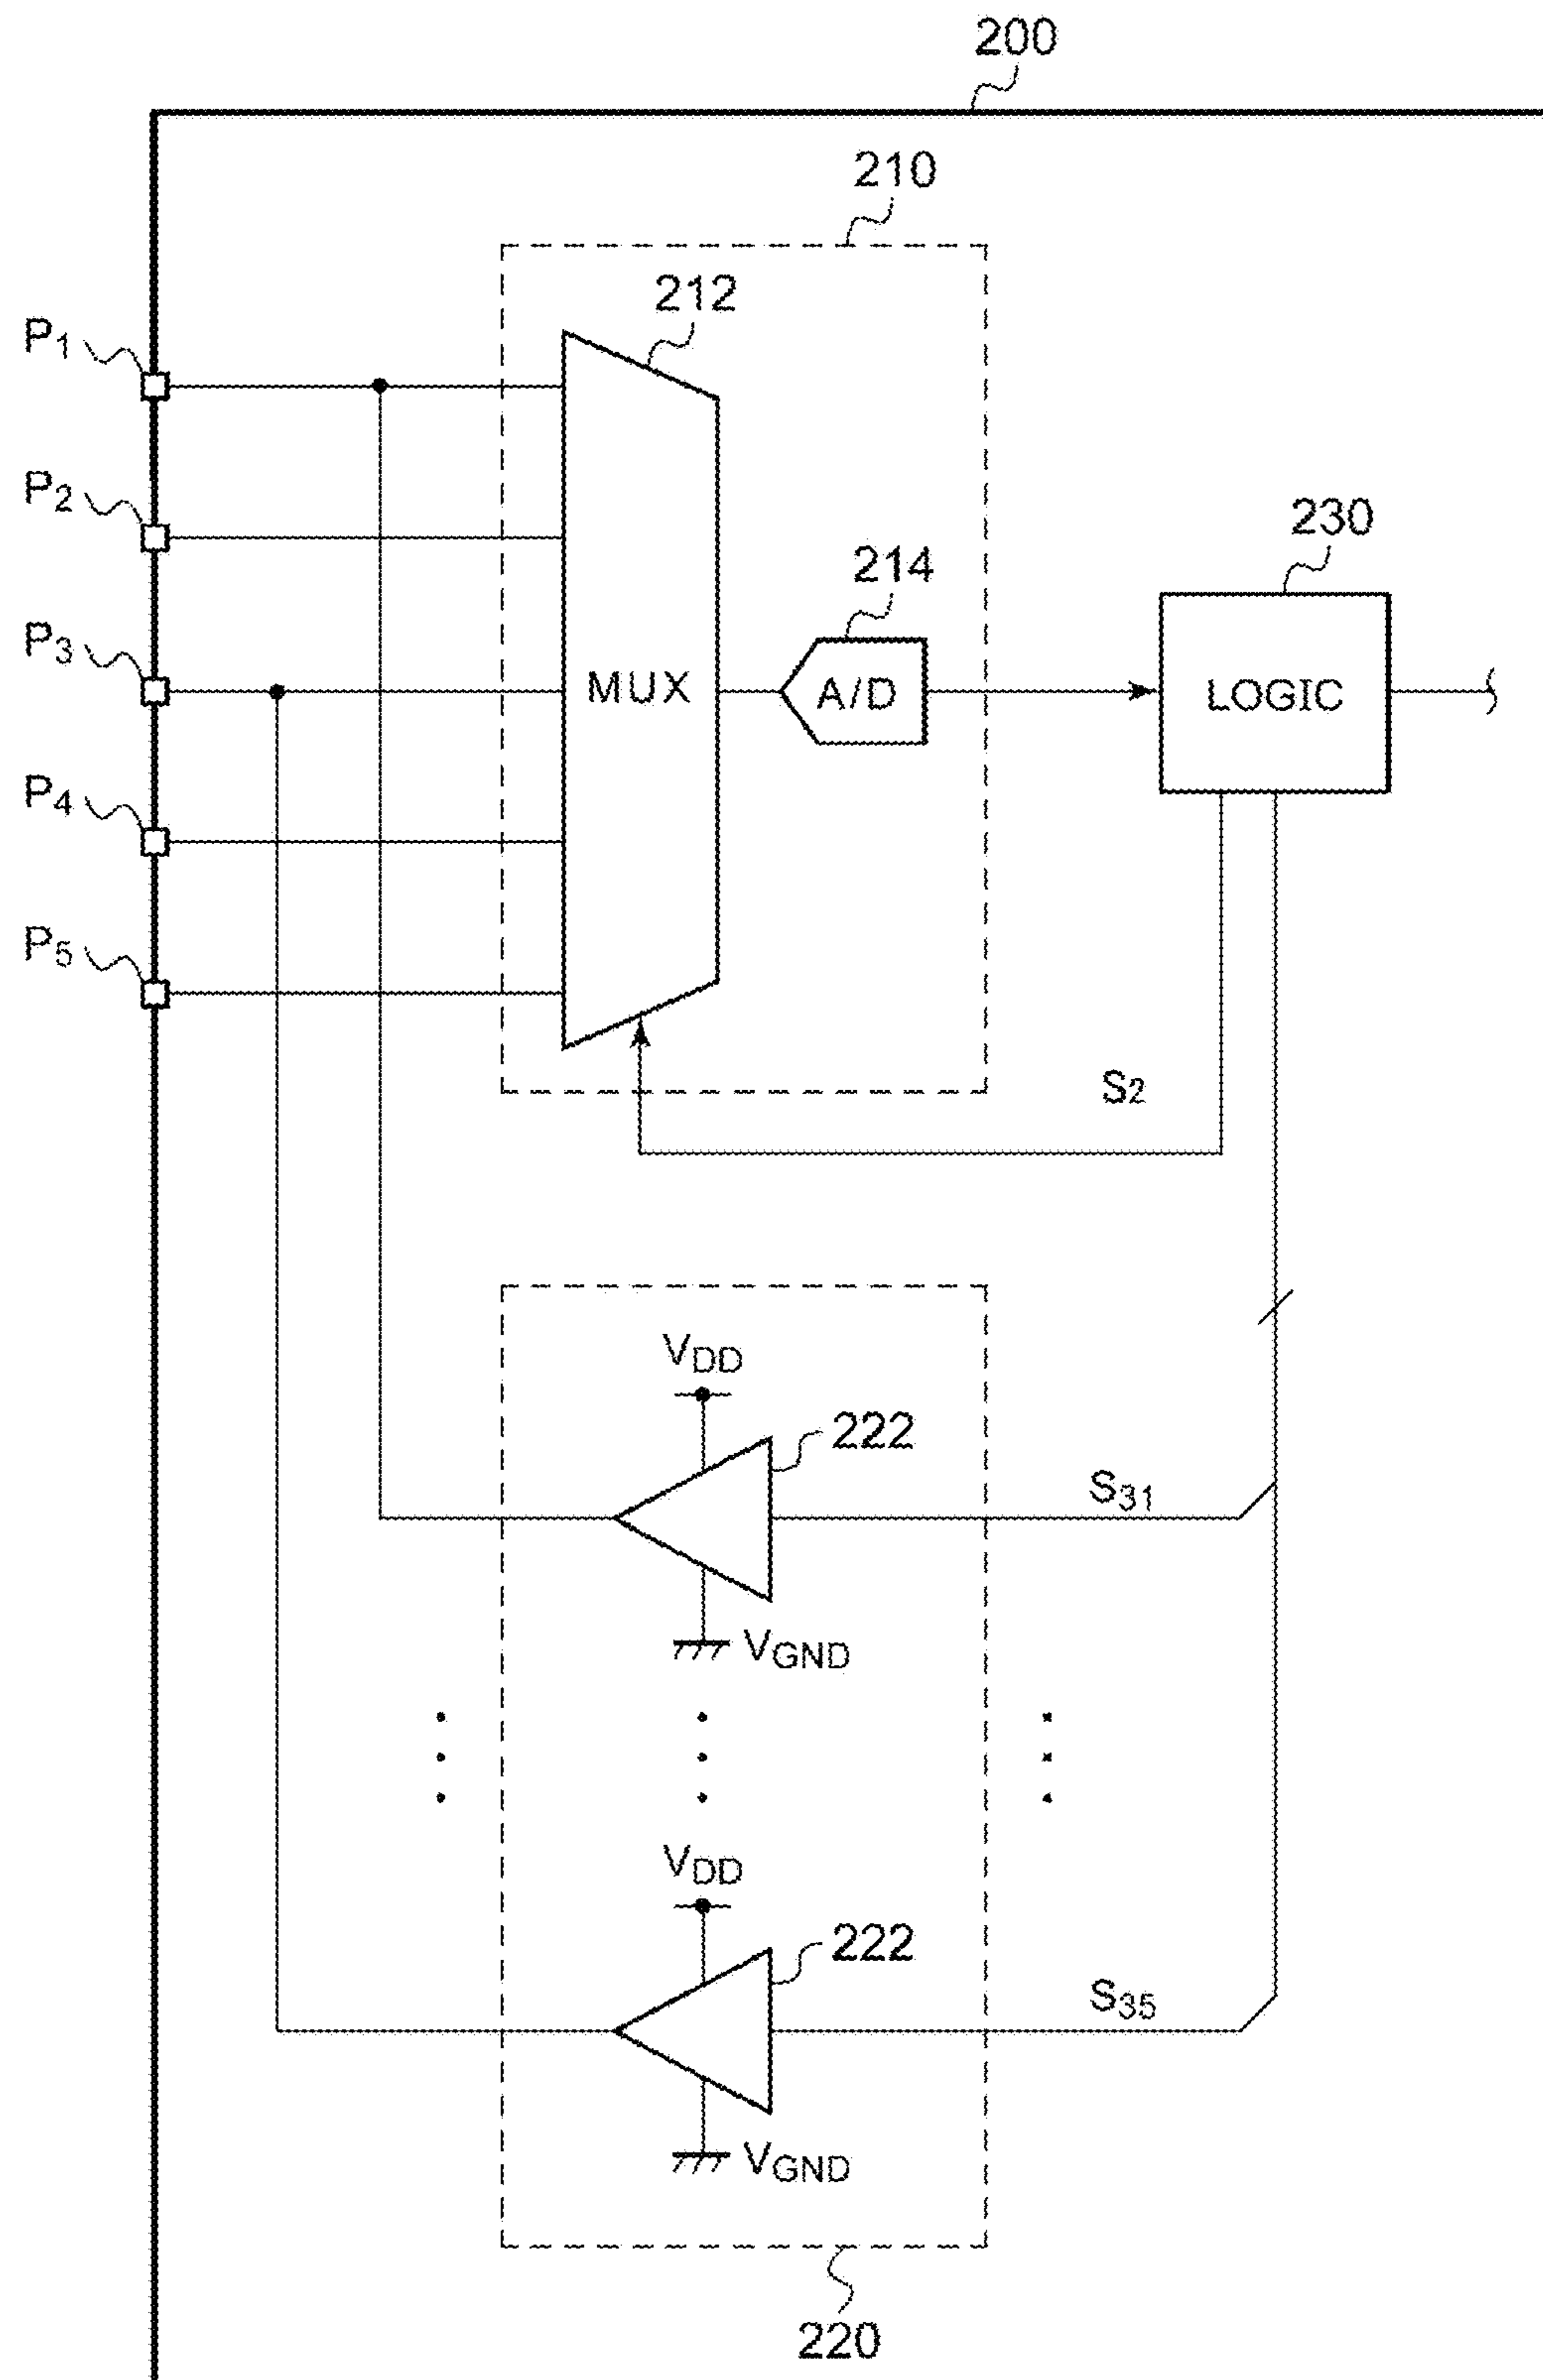 200
210
212
P1
P2
230
214
P3
MUX
A/D
LOGIC
P4
P5
S2
VDD
222
S31
VGND
VDD
222
S35
VGND
220